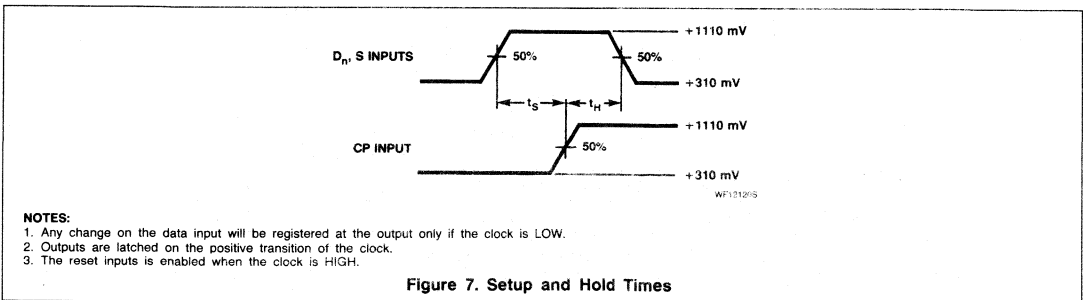 +1110 mV
Dn, S INPUTS
50%
50%
+310 mV
tS
tH
+1110 mV
CP INPUT
50%
+310 mV
WF12120S
NOTES:
1. Any change on the data input will be registered at the output only if the clock is LOW.
2. Outputs are latched on the positive transition of the clock.
3. The reset inputs is enabled when the clock is HIGH.
Figure 7. Setup and Hold Times